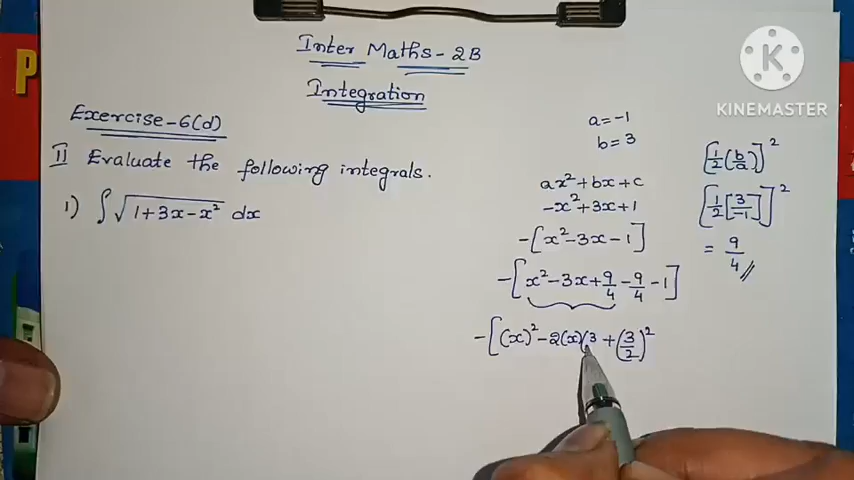 Inter Maths-2B
Integration
Exercise-6(d)
II Evaluate the following integrals.
1) ∫√1+3x-x² dx
a=-1
b=3
ax²+bx+c
-x²+3x+1
-[x²-3x-1]
-[x²-3x+9/4-9/4-1]
-[(x)²-2(x)(3+(3/2)²
[1/2(b/a)]²
[1/2[3/-1]]²
= 9/4 //
K
KINEMASTER
P